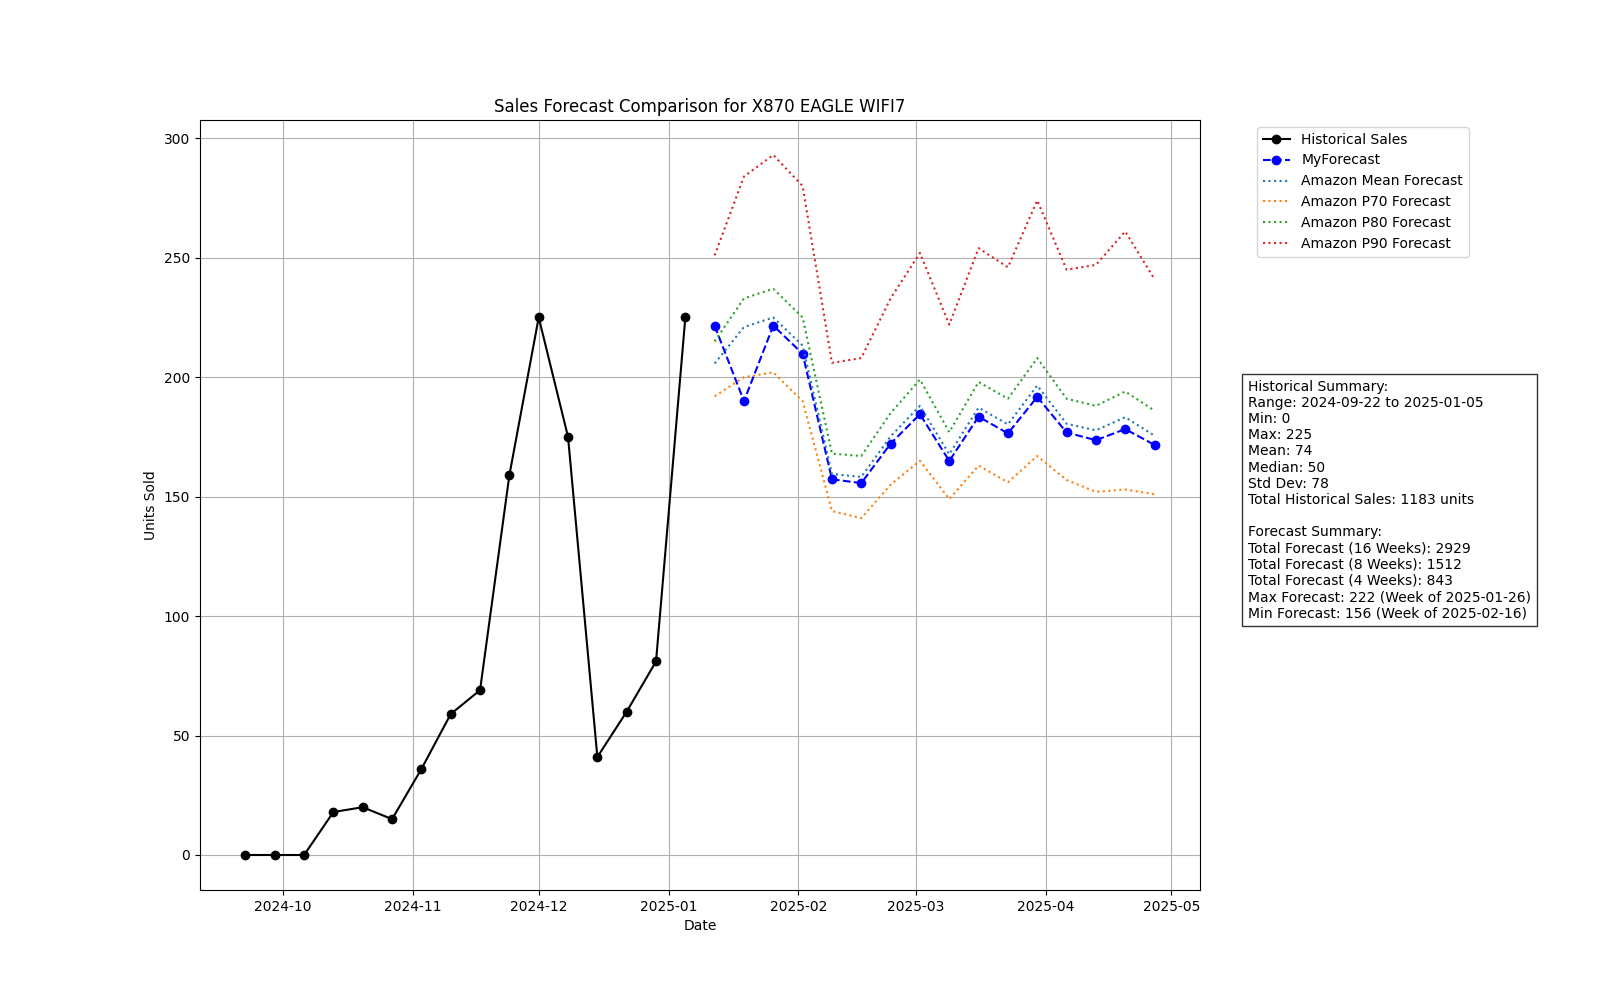 Sales Forecast Comparison for X870 EAGLE WIFI7
Historical Sales
MyForecast
Amazon Mean Forecast
Amazon P70 Forecast
Amazon P80 Forecast
Amazon P90 Forecast
300
250
200
150
100
50
0
Units Sold
2024-10
2024-11
2024-12
2025-01
2025-02
2025-03
2025-04
2025-05
Date
Historical Summary:
Range: 2024-09-22 to 2025-01-05
Min: 0
Max: 225
Mean: 74
Median: 50
Std Dev: 78
Total Historical Sales: 1183 units
Forecast Summary:
Total Forecast (16 Weeks): 2929
Total Forecast (8 Weeks): 1512
Total Forecast (4 Weeks): 843
Max Forecast: 222 (Week of 2025-01-26)
Min Forecast: 156 (Week of 2025-02-16)